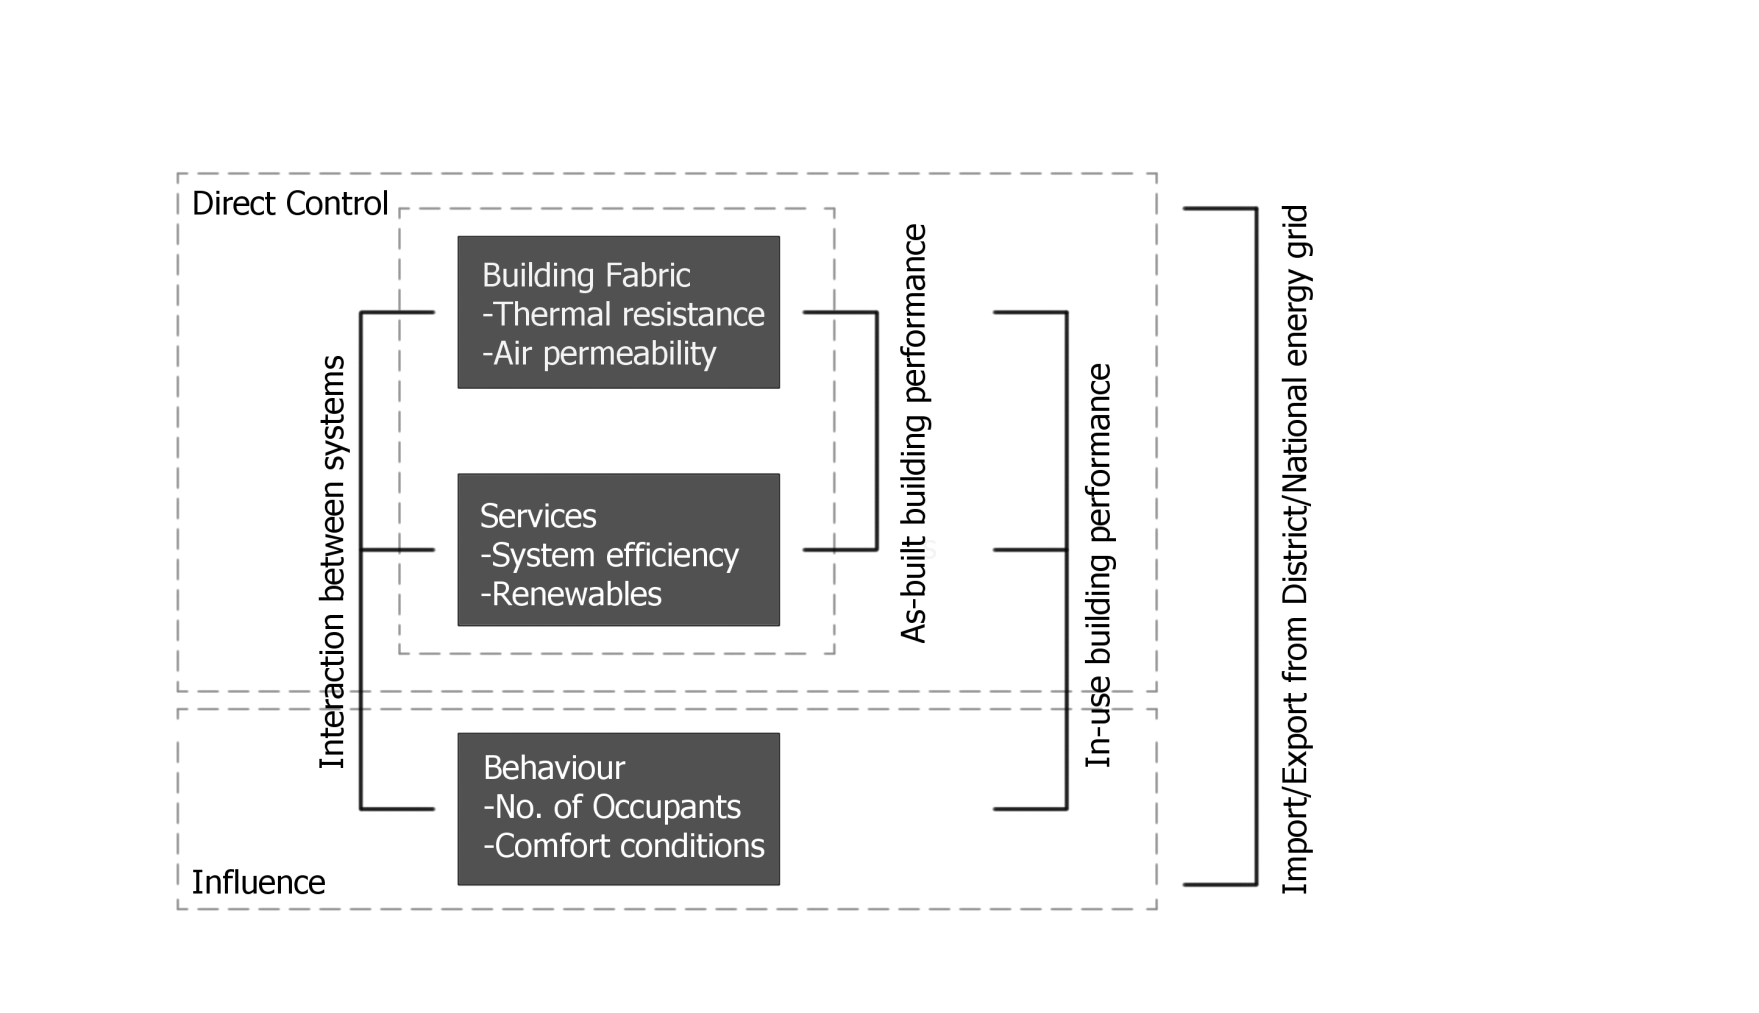 Direct Control
Building Fabric
-Thermal resistance
-Air permeability
Services
-System efficiency
-Renewables
Behaviour
-No. of Occupants
-Comfort conditions
Influence
Interaction between systems
As-built building performance
In-use building performance
Import/Export from District/National energy grid